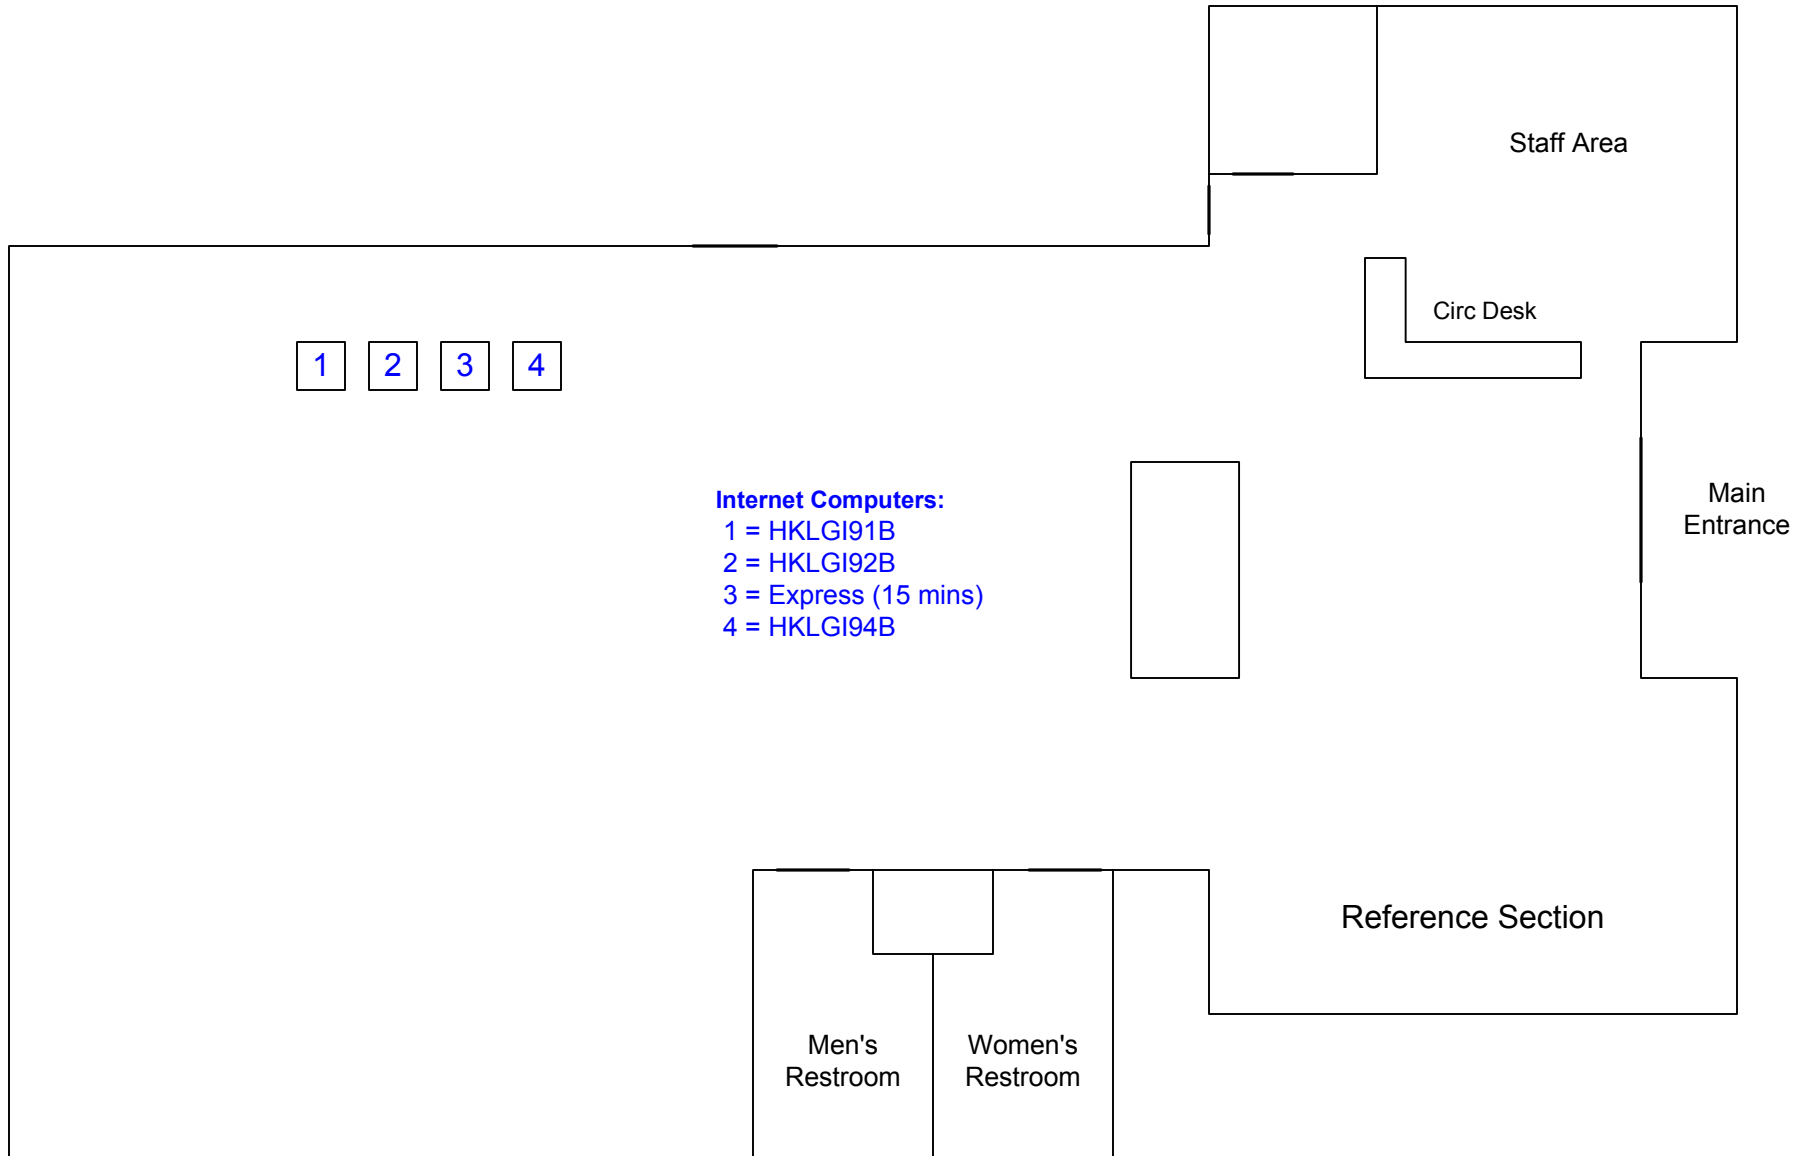 Staff Area
Circ Desk
1 2 3 4
Internet Computers:
1 = HKLGI91B
2 = HKLGI92B
3 = Express (15 mins)
4 = HKLGI94B
Main
Entrance
Reference Section
Men's
Restroom
Women's
Restroom